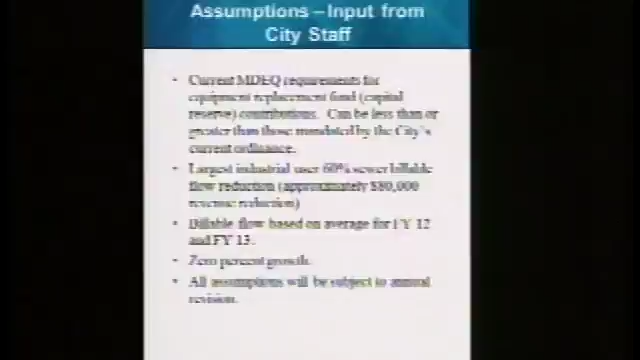 Assumptions – Input from
City Staff
• Current MDEQ requirements for
equipment replacement fund (capital
reserve) contributions. Can be less than or
greater than those mandated by the City's
current ordinance.
• Largest industrial user 60% sewer billable
flow reduction (approximately $80,000
revenue reduction)
• Billable flow based on average for FY 12
and FY 13.
• Zero percent growth.
• All assumptions will be subject to annual
revision.